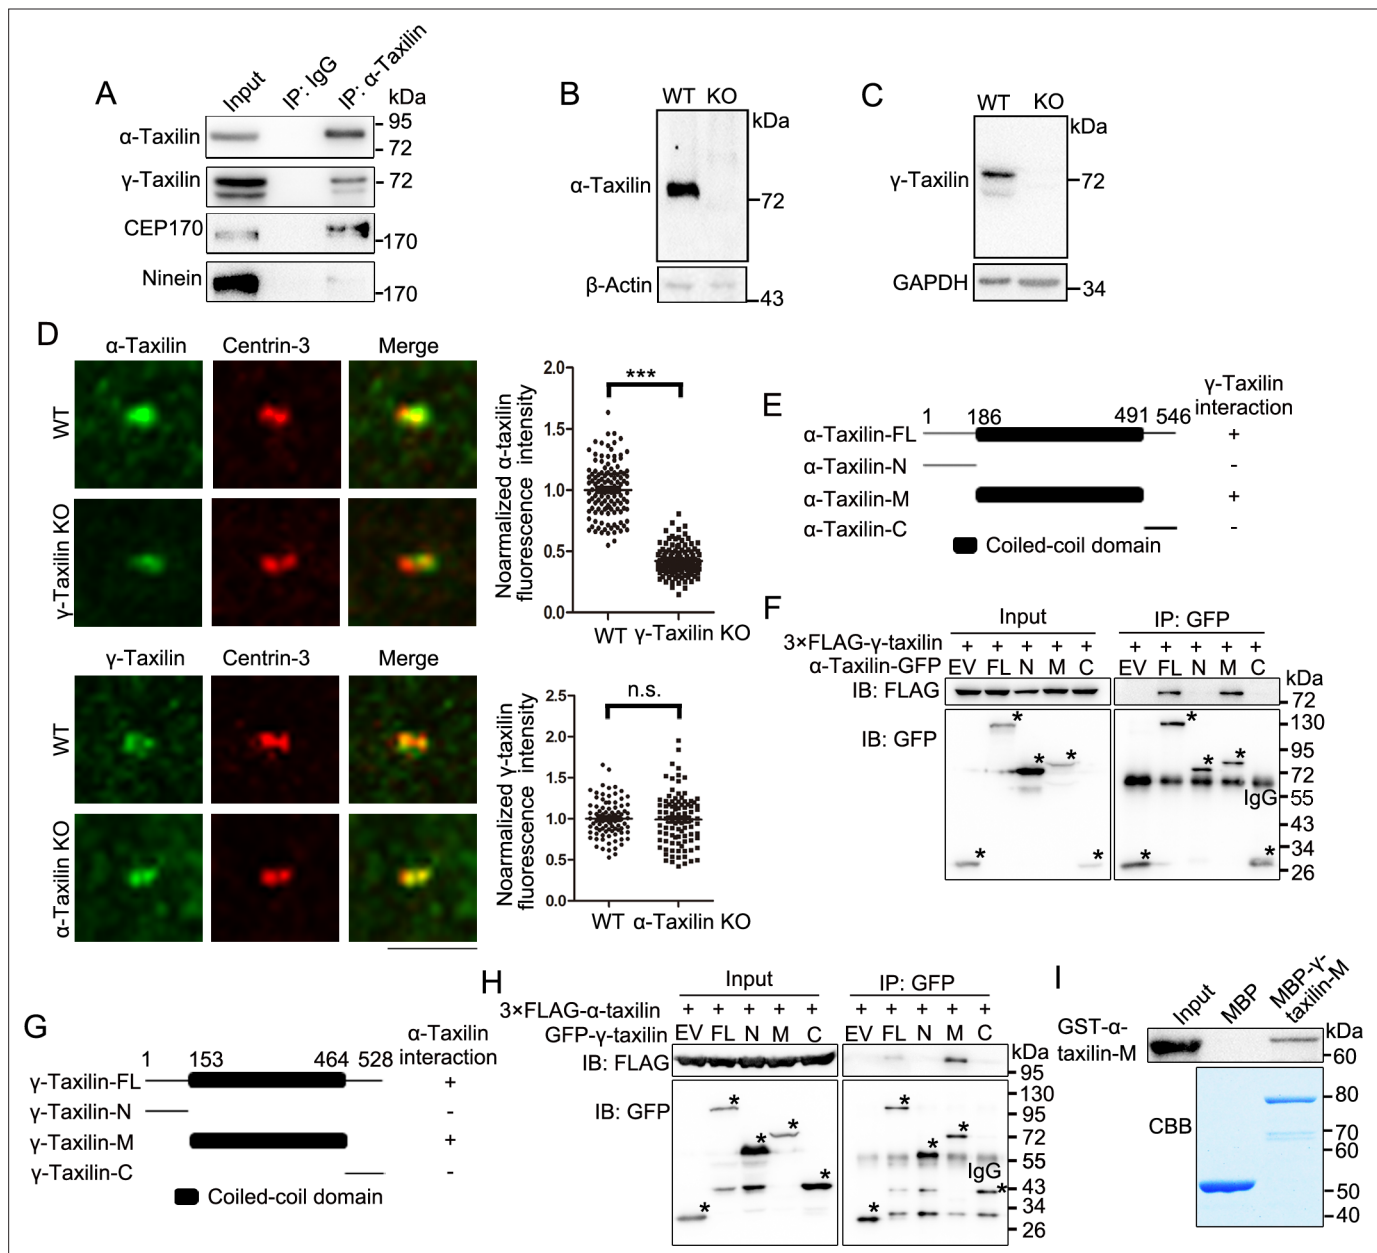 A
Input
IP: IgG
IP: α-Taxilin
kDa
α-Taxilin
95
72
γ-Taxilin
72
CEP170
170
Ninein
170
B
WT KO
kDa
α-Taxilin
72
β-Actin
43
C
WT KO
kDa
γ-Taxilin
72
GAPDH
34
D
α-Taxilin Centrin-3 Merge
WT
γ-Taxilin KO
Noarmalized α-taxilin
fluorescence intensity
2.0
1.5
1.0
0.5
0.0
***
WT γ-Taxilin KO
γ-Taxilin Centrin-3 Merge
WT
α-Taxilin KO
Noarmalized γ-taxilin
fluorescence intensity
2.5
2.0
1.5
1.0
0.5
0.0
n.s.
WT α-Taxilin KO
E
γ-Taxilin
interaction
1 186 491 546
α-Taxilin-FL +
α-Taxilin-N -
α-Taxilin-M +
α-Taxilin-C -
Coiled-coil domain
F
Input IP: GFP
3×FLAG-γ-taxilin + + + + + + + + + +
α-Taxilin-GFP EV FL N M C EV FL N M C
kDa
IB: FLAG
72
IB: GFP
* * * * *
* * * * *
IgG
130
95
72
55
43
34
26
G
α-Taxilin
interaction
1 153 464 528
γ-Taxilin-FL +
γ-Taxilin-N -
γ-Taxilin-M +
γ-Taxilin-C -
Coiled-coil domain
H
Input IP: GFP
3×FLAG-α-taxilin + + + + + + + + + +
GFP-γ-taxilin EV FL N M C EV FL N M C
kDa
IB: FLAG
95
IB: GFP
* * * * *
* * * * *
IgG
130
95
72
55
43
34
26
I
Input
MBP
MBP-γ-
taxilin-M
GST-α-
taxilin-M
kDa
60
CBB
80
70
60
50
40